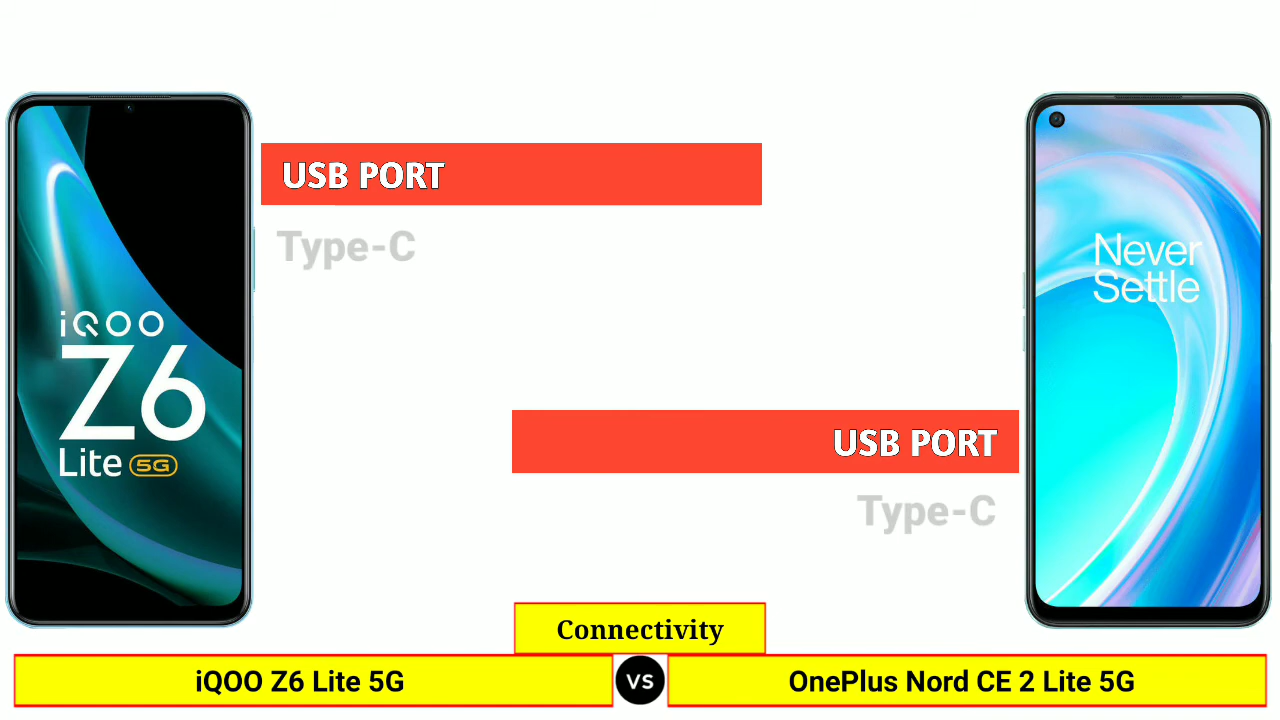 USB PORT
Type-C
iQOO
Z6
Lite 5G
Never
Settle
USB PORT
Type-C
Connectivity
iQOO Z6 Lite 5G
VS
OnePlus Nord CE 2 Lite 5G